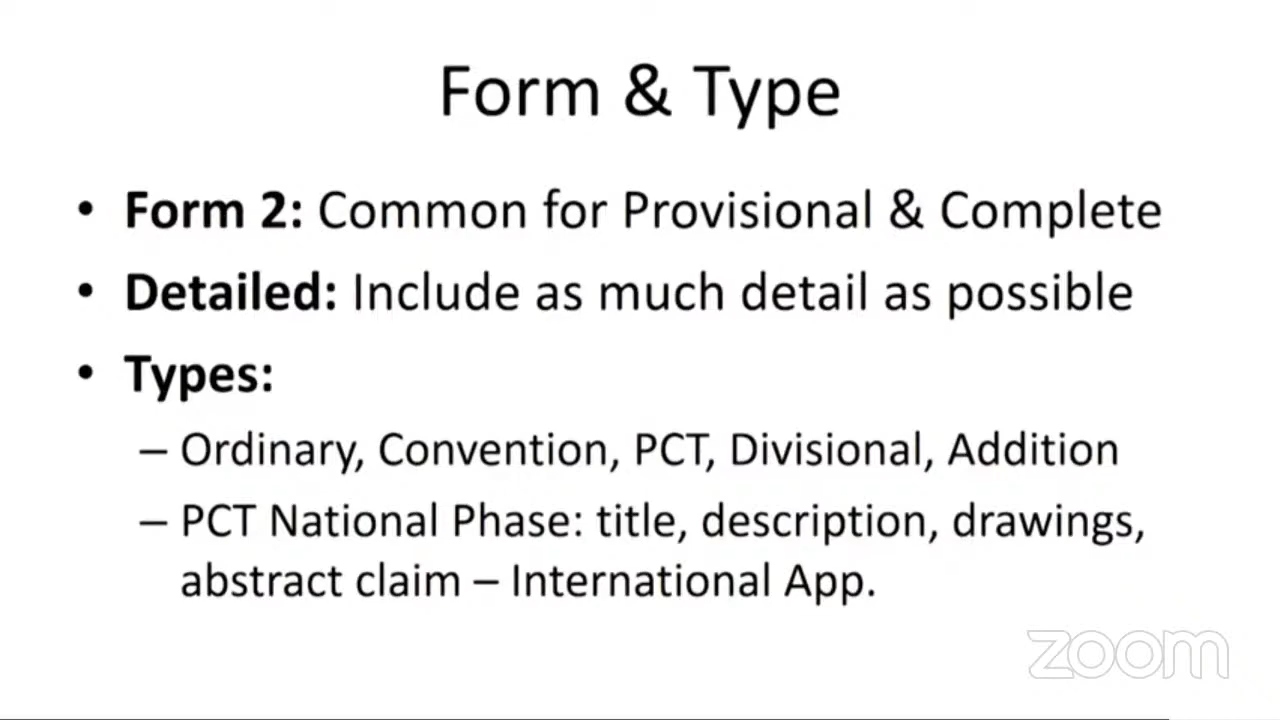 Form & Type
• Form 2: Common for Provisional & Complete
• Detailed: Include as much detail as possible
• Types:
– Ordinary, Convention, PCT, Divisional, Addition
– PCT National Phase: title, description, drawings,
abstract claim – International App.
zoom